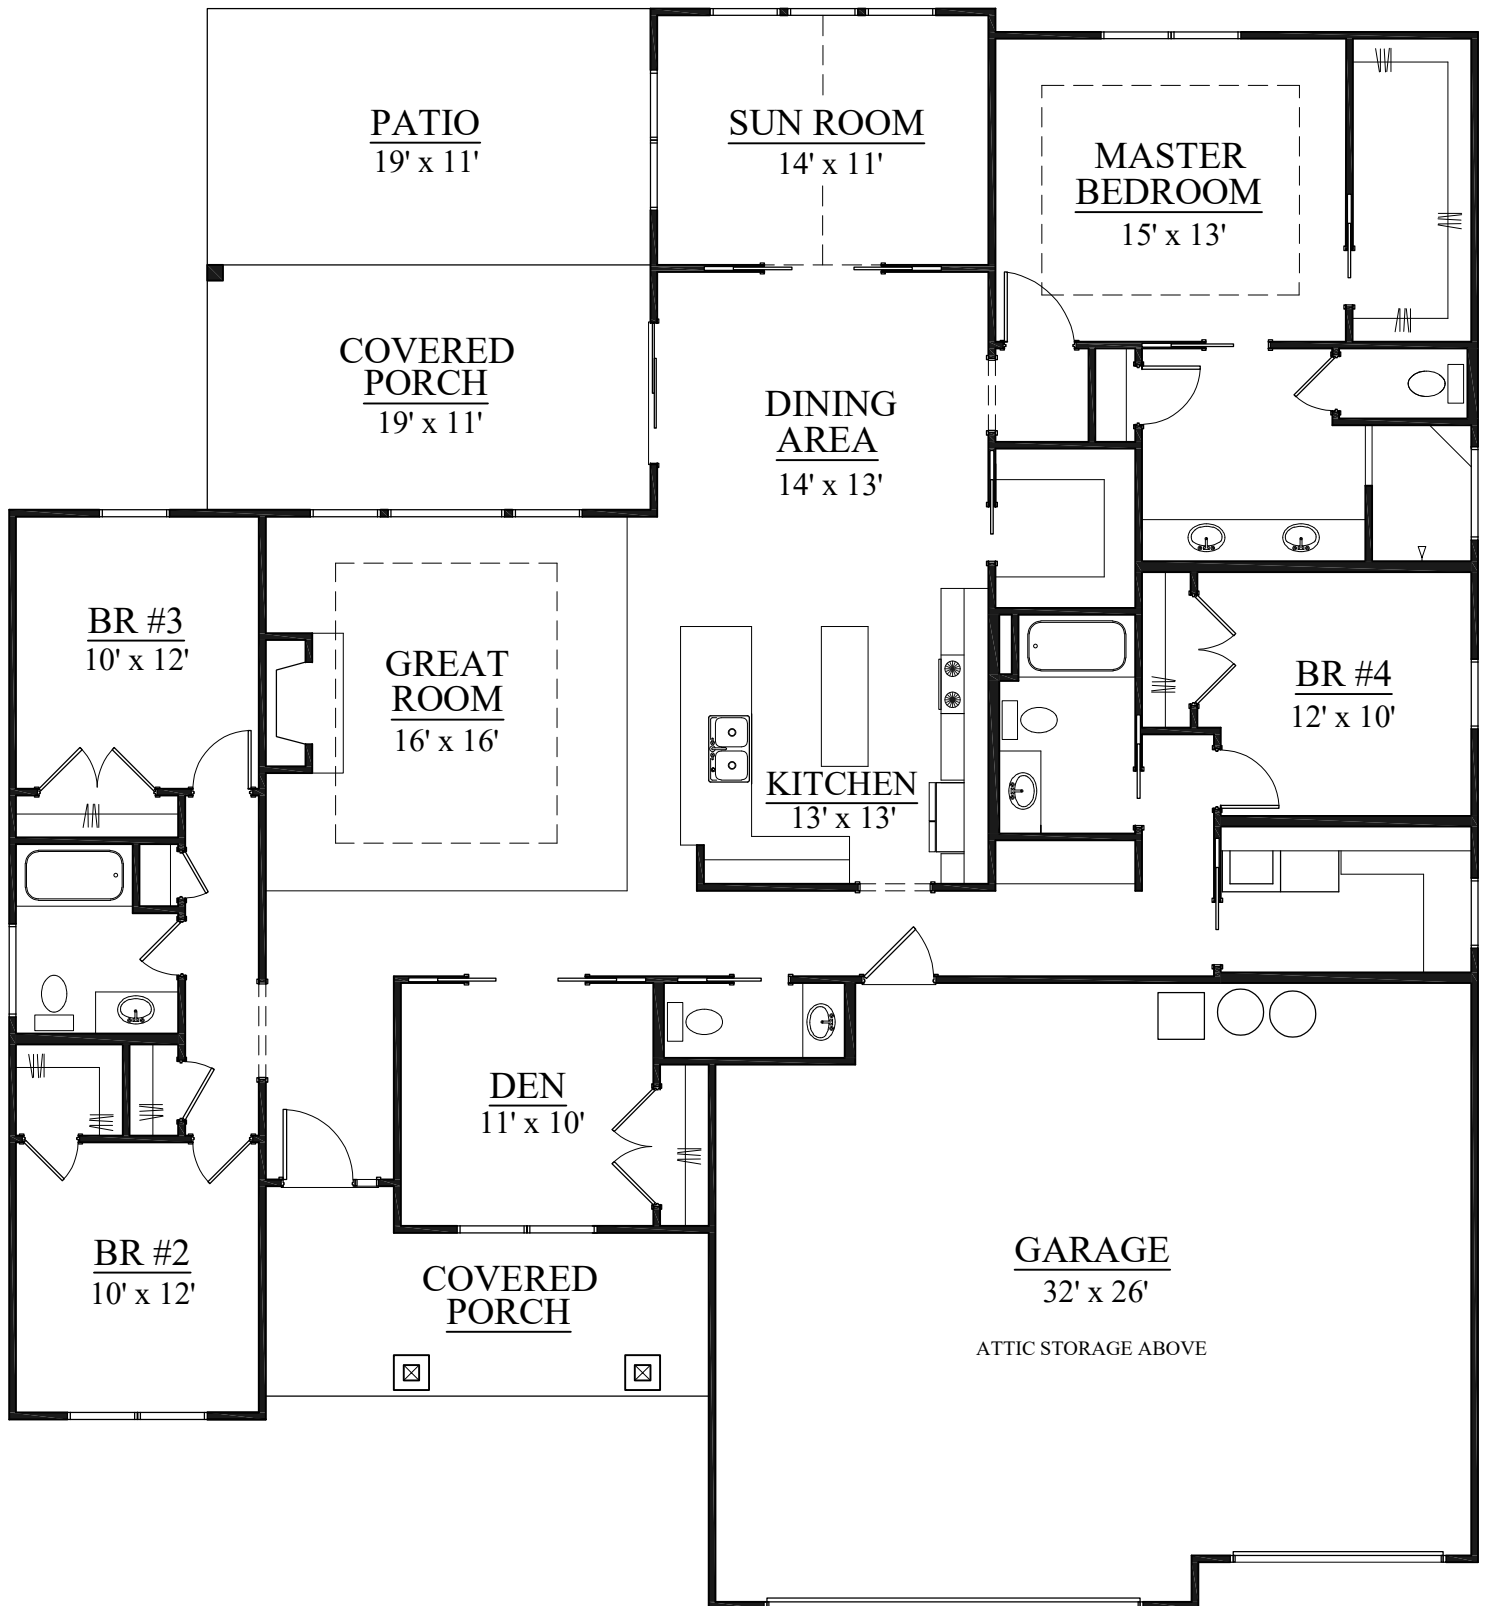 PATIO
19' x 11'
SUN ROOM
14' x 11'
MASTER
BEDROOM
15' x 13'
COVERED
PORCH
19' x 11'
DINING
AREA
14' x 13'
BR #3
10' x 12'
GREAT
ROOM
16' x 16'
BR #4
12' x 10'
KITCHEN
13' x 13'
DEN
11' x 10'
BR #2
10' x 12'
COVERED
PORCH
GARAGE
32' x 26'
ATTIC STORAGE ABOVE